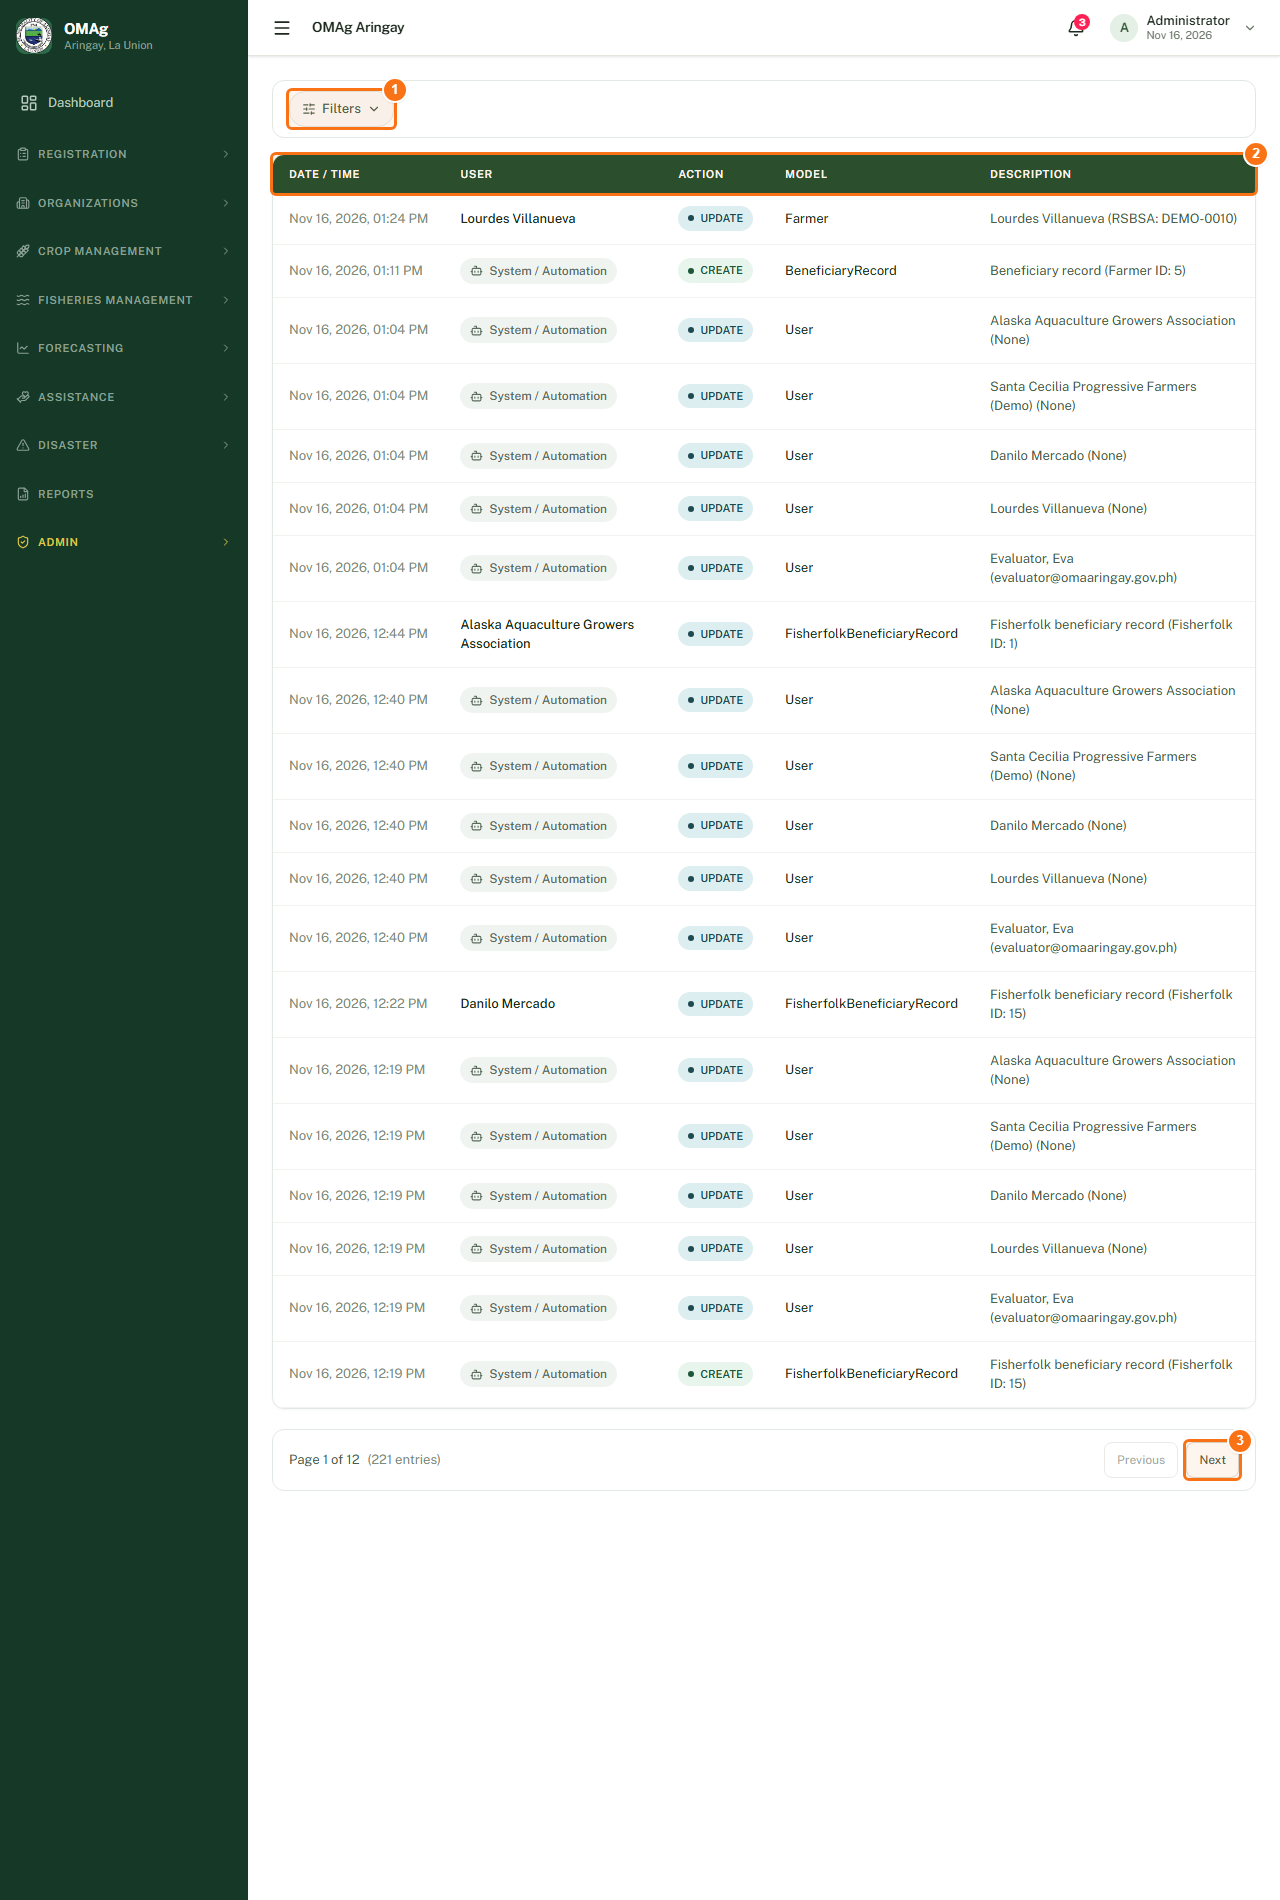 OMAg
Aringay, La Union
Dashboard
REGISTRATION
ORGANIZATIONS
CROP MANAGEMENT
FISHERIES MANAGEMENT
FORECASTING
ASSISTANCE
DISASTER
REPORTS
ADMIN
OMAg Aringay
3
A
Administrator
Nov 16, 2026
Filters
1
2
DATE / TIME USER ACTION MODEL DESCRIPTION
Nov 16, 2026, 01:24 PM Lourdes Villanueva UPDATE Farmer Lourdes Villanueva (RSBSA: DEMO-0010)
Nov 16, 2026, 01:11 PM System / Automation CREATE BeneficiaryRecord Beneficiary record (Farmer ID: 5)
Nov 16, 2026, 01:04 PM System / Automation UPDATE User Alaska Aquaculture Growers Association
(None)
Nov 16, 2026, 01:04 PM System / Automation UPDATE User Santa Cecilia Progressive Farmers
(Demo) (None)
Nov 16, 2026, 01:04 PM System / Automation UPDATE User Danilo Mercado (None)
Nov 16, 2026, 01:04 PM System / Automation UPDATE User Lourdes Villanueva (None)
Nov 16, 2026, 01:04 PM System / Automation UPDATE User Evaluator, Eva
(evaluator@omaaringay.gov.ph)
Nov 16, 2026, 12:44 PM Alaska Aquaculture Growers
Association UPDATE FisherfolkBeneficiaryRecord Fisherfolk beneficiary record (Fisherfolk
ID: 1)
Nov 16, 2026, 12:40 PM System / Automation UPDATE User Alaska Aquaculture Growers Association
(None)
Nov 16, 2026, 12:40 PM System / Automation UPDATE User Santa Cecilia Progressive Farmers
(Demo) (None)
Nov 16, 2026, 12:40 PM System / Automation UPDATE User Danilo Mercado (None)
Nov 16, 2026, 12:40 PM System / Automation UPDATE User Lourdes Villanueva (None)
Nov 16, 2026, 12:40 PM System / Automation UPDATE User Evaluator, Eva
(evaluator@omaaringay.gov.ph)
Nov 16, 2026, 12:22 PM Danilo Mercado UPDATE FisherfolkBeneficiaryRecord Fisherfolk beneficiary record (Fisherfolk
ID: 15)
Nov 16, 2026, 12:19 PM System / Automation UPDATE User Alaska Aquaculture Growers Association
(None)
Nov 16, 2026, 12:19 PM System / Automation UPDATE User Santa Cecilia Progressive Farmers
(Demo) (None)
Nov 16, 2026, 12:19 PM System / Automation UPDATE User Danilo Mercado (None)
Nov 16, 2026, 12:19 PM System / Automation UPDATE User Lourdes Villanueva (None)
Nov 16, 2026, 12:19 PM System / Automation UPDATE User Evaluator, Eva
(evaluator@omaaringay.gov.ph)
Nov 16, 2026, 12:19 PM System / Automation CREATE FisherfolkBeneficiaryRecord Fisherfolk beneficiary record (Fisherfolk
ID: 15)
Page 1 of 12 (221 entries)
Previous
Next
3